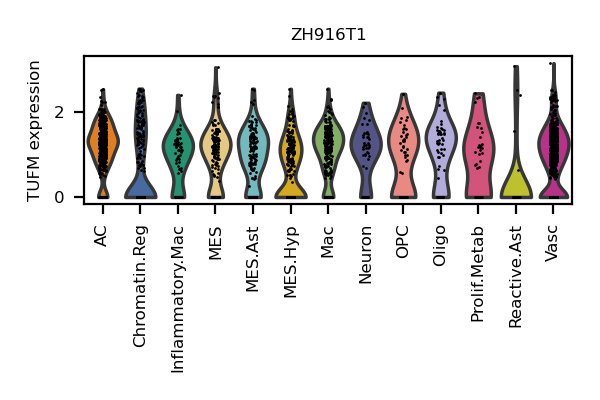 ZH916T1
TUFM expression
2
0
AC
Chromatin.Reg
Inflammatory.Mac
MES
MES.Ast
MES.Hyp
Mac
Neuron
OPC
Oligo
Prolif.Metab
Reactive.Ast
Vasc